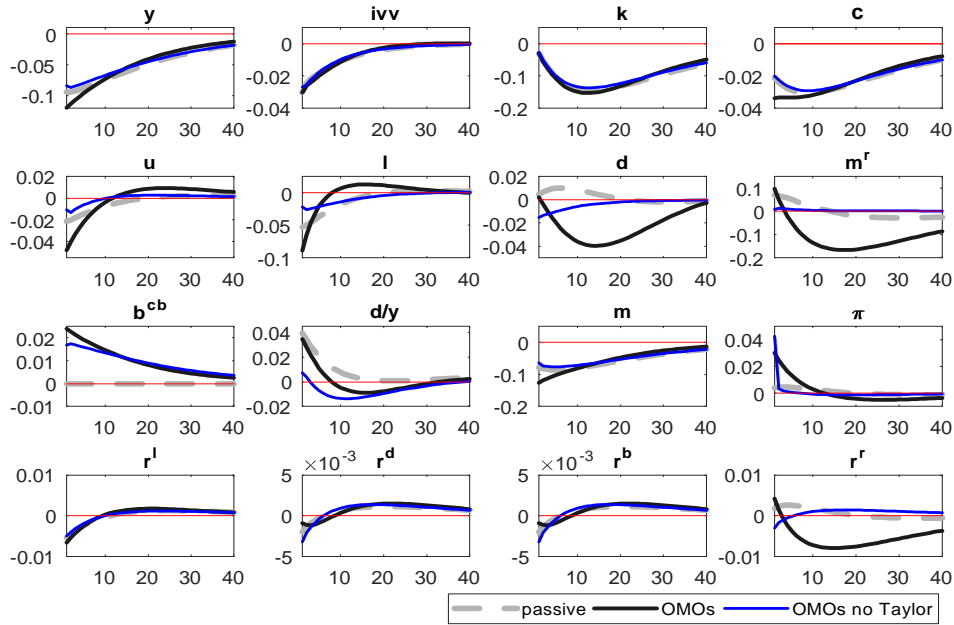 y ivv k c
0 0 0 0
-0.05 -0.02 -0.1 -0.02
-0.1 -0.04 -0.2 -0.04
10 20 30 40 10 20 30 40 10 20 30 40 10 20 30 40
u l d m^r
0.02 0 0.02 0.1
0 -0.05 0 0
-0.02 -0.1 -0.02 -0.1
-0.04 -0.04 -0.2
10 20 30 40 10 20 30 40 10 20 30 40 10 20 30 40
b^cb d/y m π
0.02 0.04 0 0.04
0.01 0.02 -0.1 0.02
0 0 -0.2 0
-0.01 -0.02
10 20 30 40 10 20 30 40 10 20 30 40 10 20 30 40
r^l r^d r^b r^r
×10^-3 ×10^-3
0.01 5 5 0.01
0 0 0 0
-0.01 -5 -5 -0.01
10 20 30 40 10 20 30 40 10 20 30 40 10 20 30 40
passive OMOs OMOs no Taylor